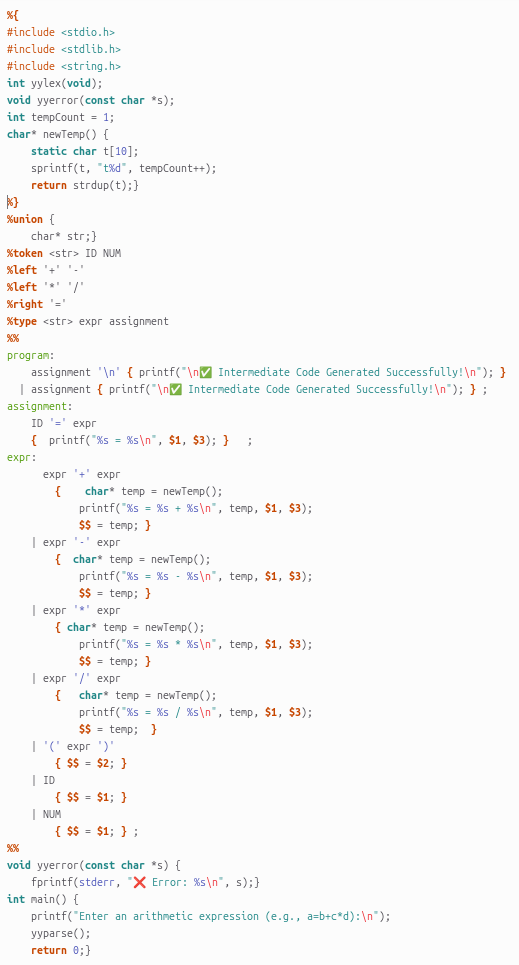 %{
#include <stdio.h>
#include <stdlib.h>
#include <string.h>
int yylex(void);
void yyerror(const char *s);
int tempCount = 1;
char* newTemp() {
    static char t[10];
    sprintf(t, "t%d", tempCount++);
    return strdup(t);}
%}
%union {
    char* str;}
%token <str> ID NUM
%left '+' '-'
%left '*' '/'
%right '='
%type <str> expr assignment
%%
program:
    assignment '\n' { printf("\n✅ Intermediate Code Generated Successfully!\n"); }
  | assignment { printf("\n✅ Intermediate Code Generated Successfully!\n"); } ;
assignment:
    ID '=' expr
    {  printf("%s = %s\n", $1, $3); }   ;
expr:
      expr '+' expr
        {    char* temp = newTemp();
            printf("%s = %s + %s\n", temp, $1, $3);
            $$ = temp; }
    | expr '-' expr
        {  char* temp = newTemp();
            printf("%s = %s - %s\n", temp, $1, $3);
            $$ = temp; }
    | expr '*' expr
        { char* temp = newTemp();
            printf("%s = %s * %s\n", temp, $1, $3);
            $$ = temp; }
    | expr '/' expr
        {   char* temp = newTemp();
            printf("%s = %s / %s\n", temp, $1, $3);
            $$ = temp;  }
    | '(' expr ')'
        { $$ = $2; }
    | ID
        { $$ = $1; }
    | NUM
        { $$ = $1; } ;
%%
void yyerror(const char *s) {
    fprintf(stderr, "❌ Error: %s\n", s);}
int main() {
    printf("Enter an arithmetic expression (e.g., a=b+c*d):\n");
    yyparse();
    return 0;}